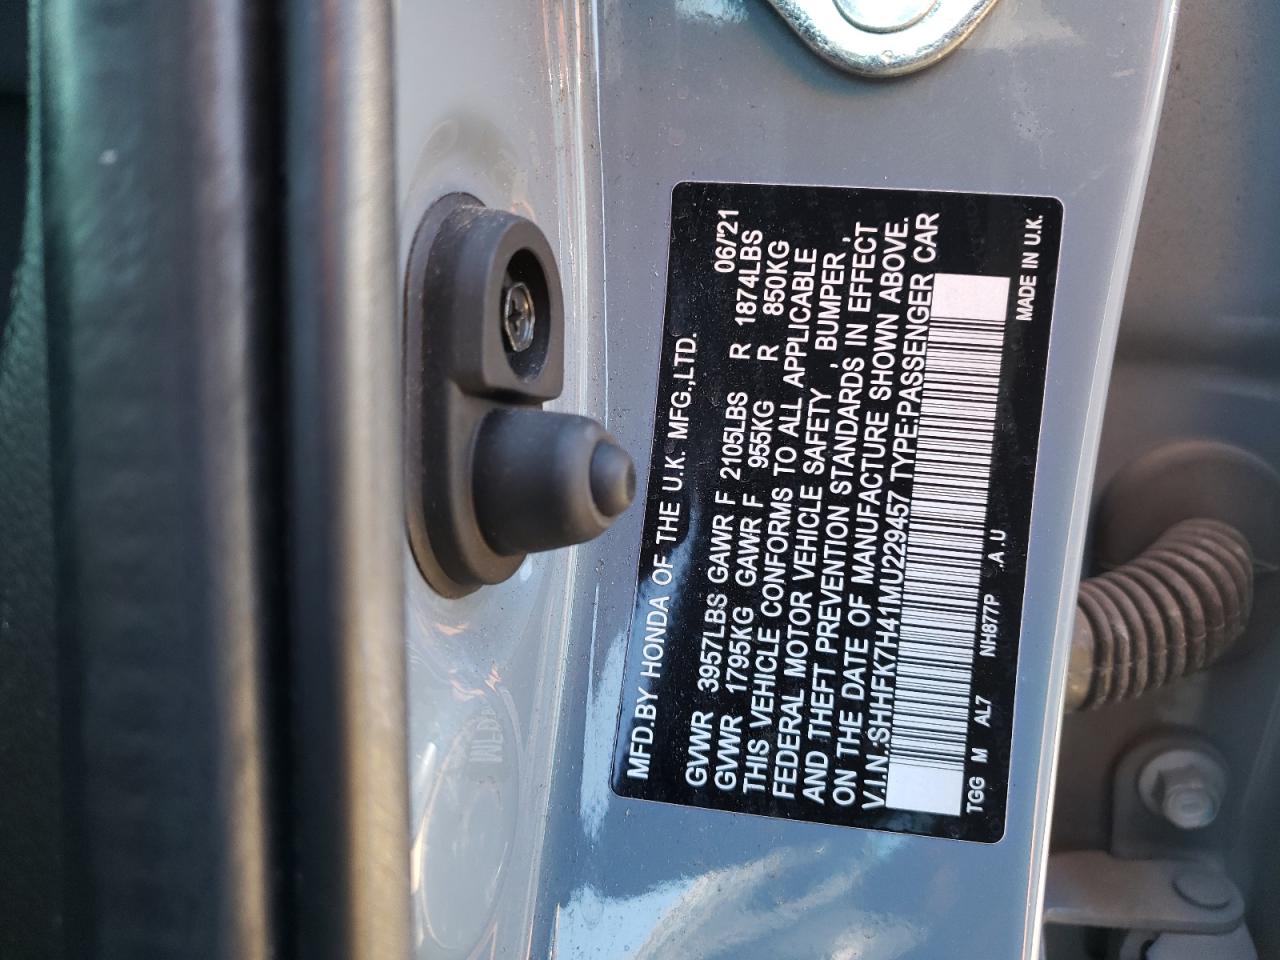 MFD.BY HONDA OF THE U.K. MFG.,LTD.
06/'21
GVWR 3957LBS GAWR F 2105LBS R 1874LBS
GVWR 1795KG GAWR F 955KG R 850KG
THIS VEHICLE CONFORMS TO ALL APPLICABLE
FEDERAL MOTOR VEHICLE SAFETY , BUMPER ,
AND THEFT PREVENTION STANDARDS IN EFFECT
ON THE DATE OF MANUFACTURE SHOWN ABOVE.
V.I.N.:SHHFK7H41MU229457 TYPE:PASSENGER CAR
TGG M AL7 NH877P .A.U MADE IN U.K.